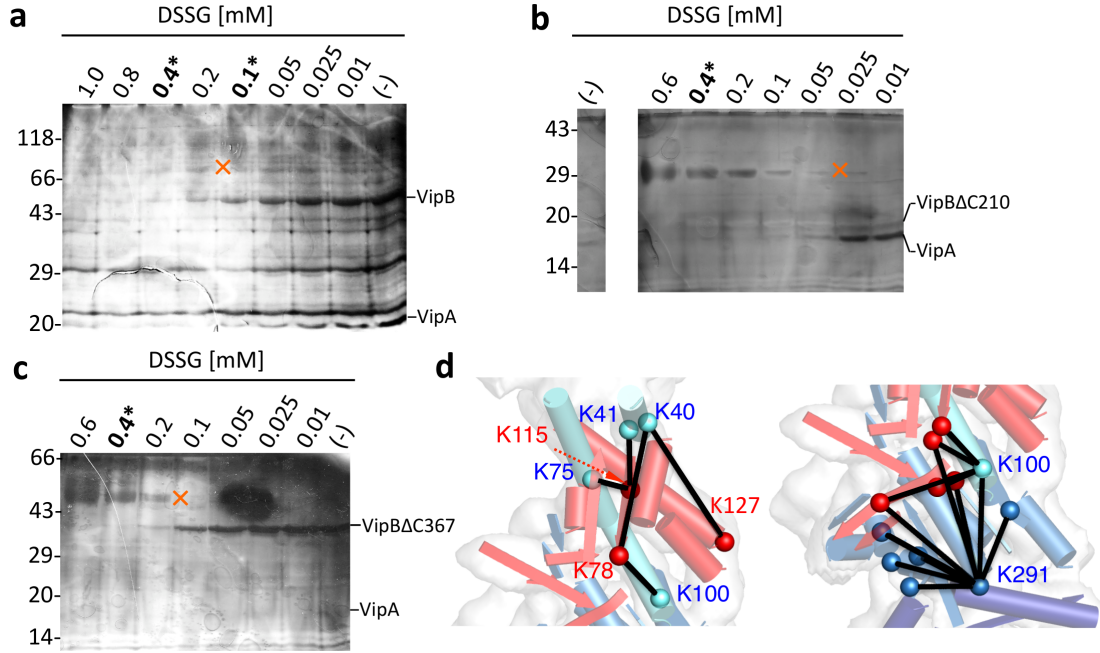 a
DSSG [mM]
1.0 0.8 0.4* 0.2 0.1* 0.05 0.025 0.01 (-)
118-
66-
43-
29-
20-
VipB
VipA
b
DSSG [mM]
(-) 0.6 0.4* 0.2 0.1 0.05 0.025 0.01
43-
29-
20-
14-
VipBΔC210
VipA
c
DSSG [mM]
0.6 0.4* 0.2 0.1 0.05 0.025 0.01 (-)
66-
43-
29-
20-
14-
VipBΔC367
VipA
d
K41 K40
K115
K75
K127
K78
K100
K100
K291